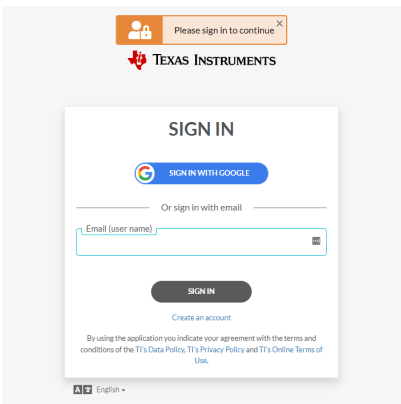 Please sign in to continue
TEXAS INSTRUMENTS
SIGN IN
SIGN IN WITH GOOGLE
Or sign in with email
Email (user name)
SIGN IN
Create an account
By using the application you indicate your agreement with the terms and
conditions of the TI's Data Policy, TI's Privacy Policy and TI's Online Terms of
Use.
English